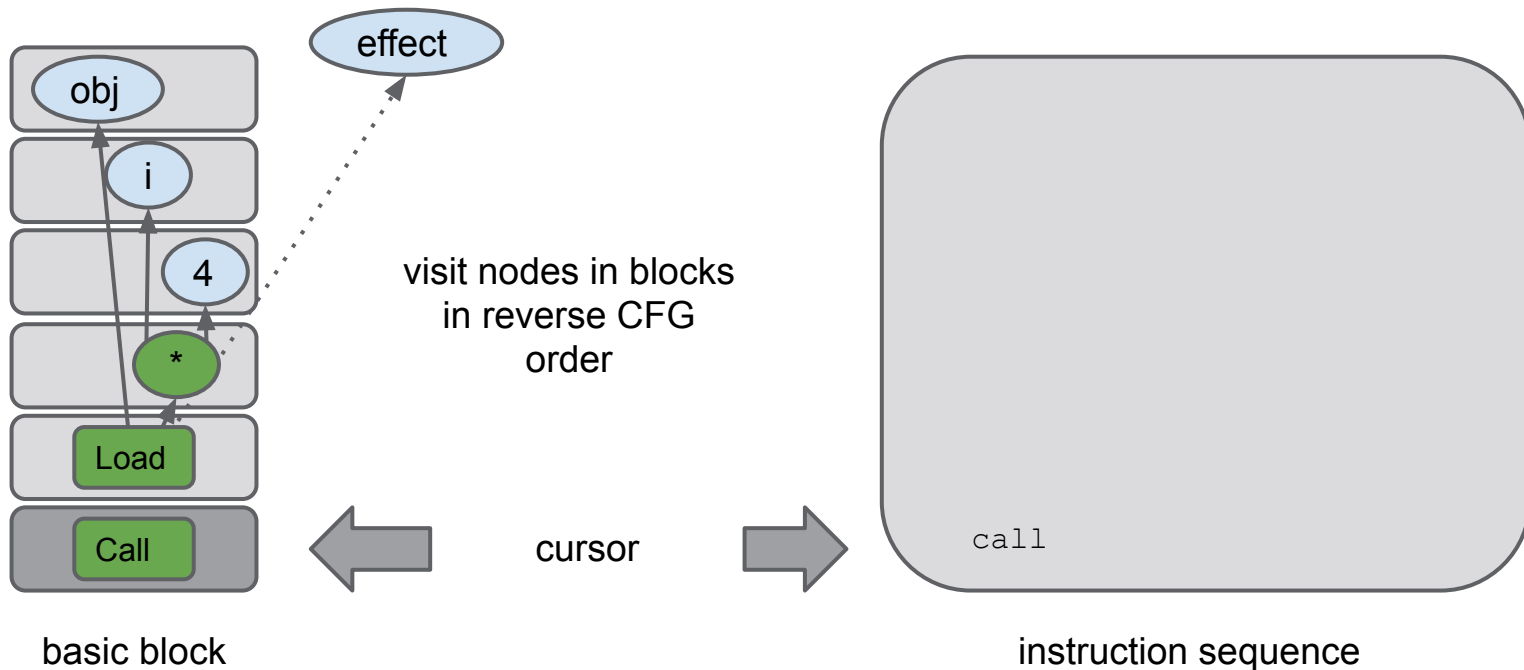 effect
obj
i
4
visit nodes in blocks
in reverse CFG
order
*
Load
Call
cursor
call
basic block
instruction sequence